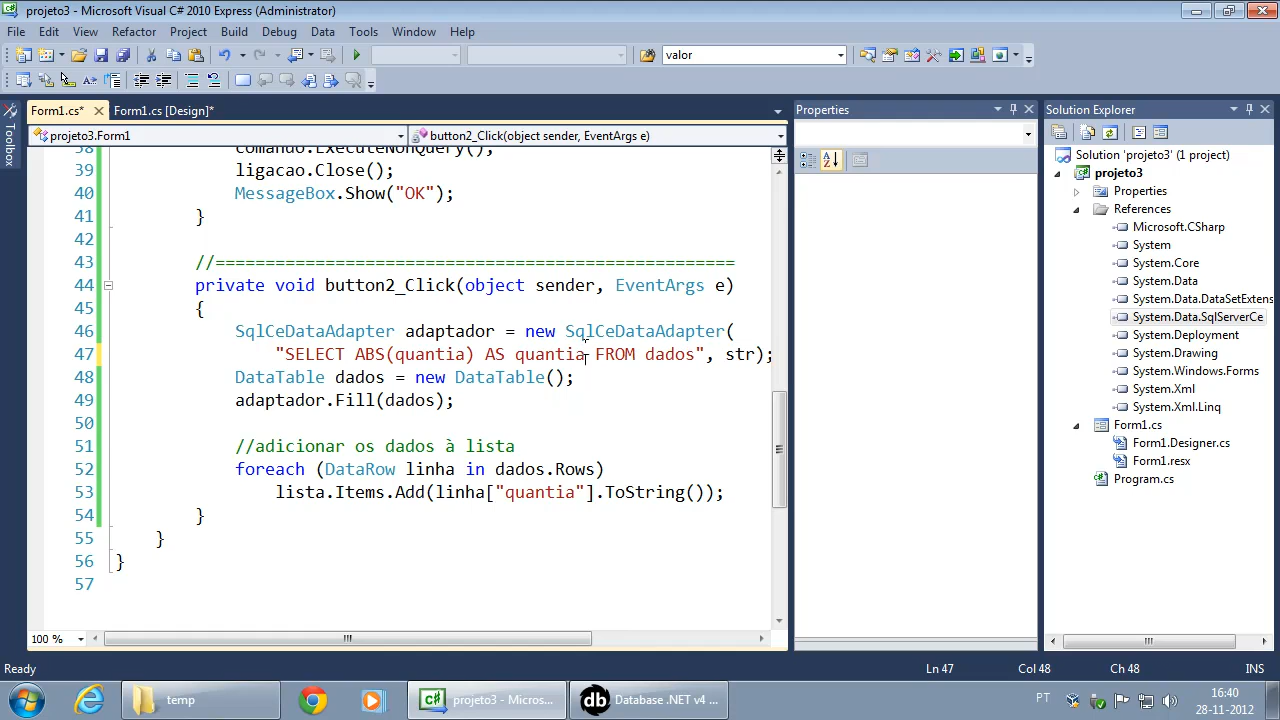 projeto3 - Microsoft Visual C# 2010 Express (Administrator)
File Edit View Refactor Project Build Debug Data Tools Window Help
valor
Form1.cs* Form1.cs [Design]*
projeto3.Form1 button2_Click(object sender, EventArgs e)
38 comando.ExecuteNonQuery();
39 ligacao.Close();
40 MessageBox.Show("OK");
41 }
42
43 //====================================================
44 private void button2_Click(object sender, EventArgs e)
45 {
46 SqlCeDataAdapter adaptador = new SqlCeDataAdapter(
47 "SELECT ABS(quantia) AS quantia FROM dados", str);
48 DataTable dados = new DataTable();
49 adaptador.Fill(dados);
50
51 //adicionar os dados à lista
52 foreach (DataRow linha in dados.Rows)
53 lista.Items.Add(linha["quantia"].ToString());
54 }
55 }
56 }
57
100 %
Toolbox
Properties
Solution Explorer
Solution 'projeto3' (1 project)
projeto3
Properties
References
Microsoft.CSharp
System
System.Core
System.Data
System.Data.DataSetExtens
System.Data.SqlServerCe
System.Deployment
System.Drawing
System.Windows.Forms
System.Xml
System.Xml.Linq
Form1.cs
Form1.Designer.cs
Form1.resx
Program.cs
Ready Ln 47 Col 48 Ch 48 INS
temp projeto3 - Micros... db Database .NET v4 ... PT 16:40
28-11-2012